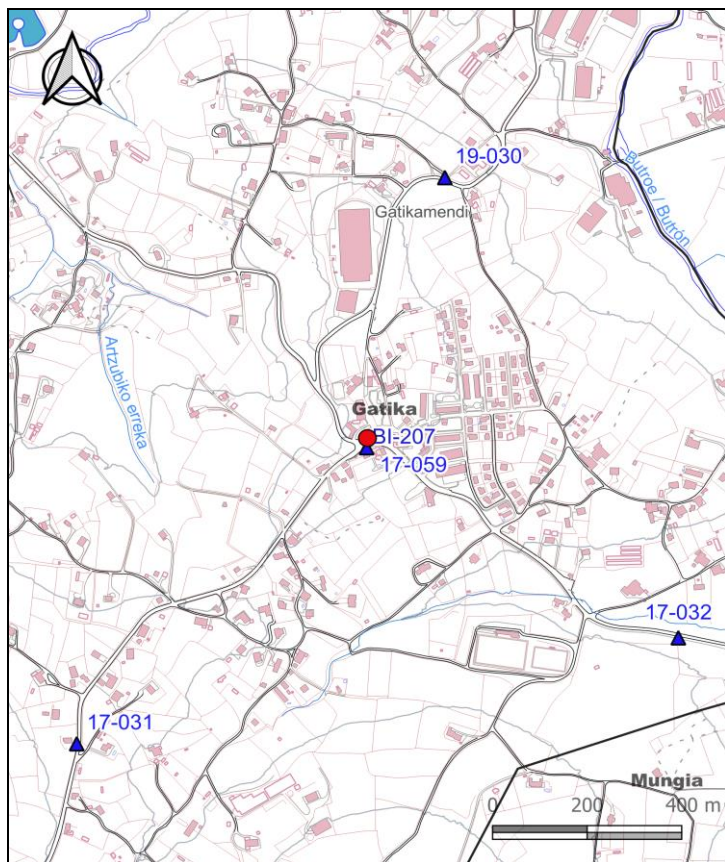 19-030
Butroe / Butrón
Gatikamendi
Artzubiko erreka
Gatika
BI-207
17-059
17-032
17-031
Mungia
0 200 400 m